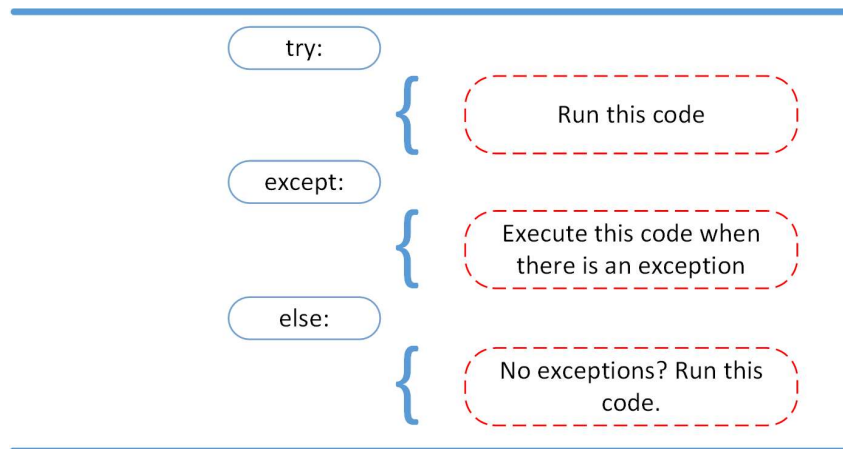 try:
Run this code
except:
Execute this code when
there is an exception
else:
No exceptions? Run this
code.